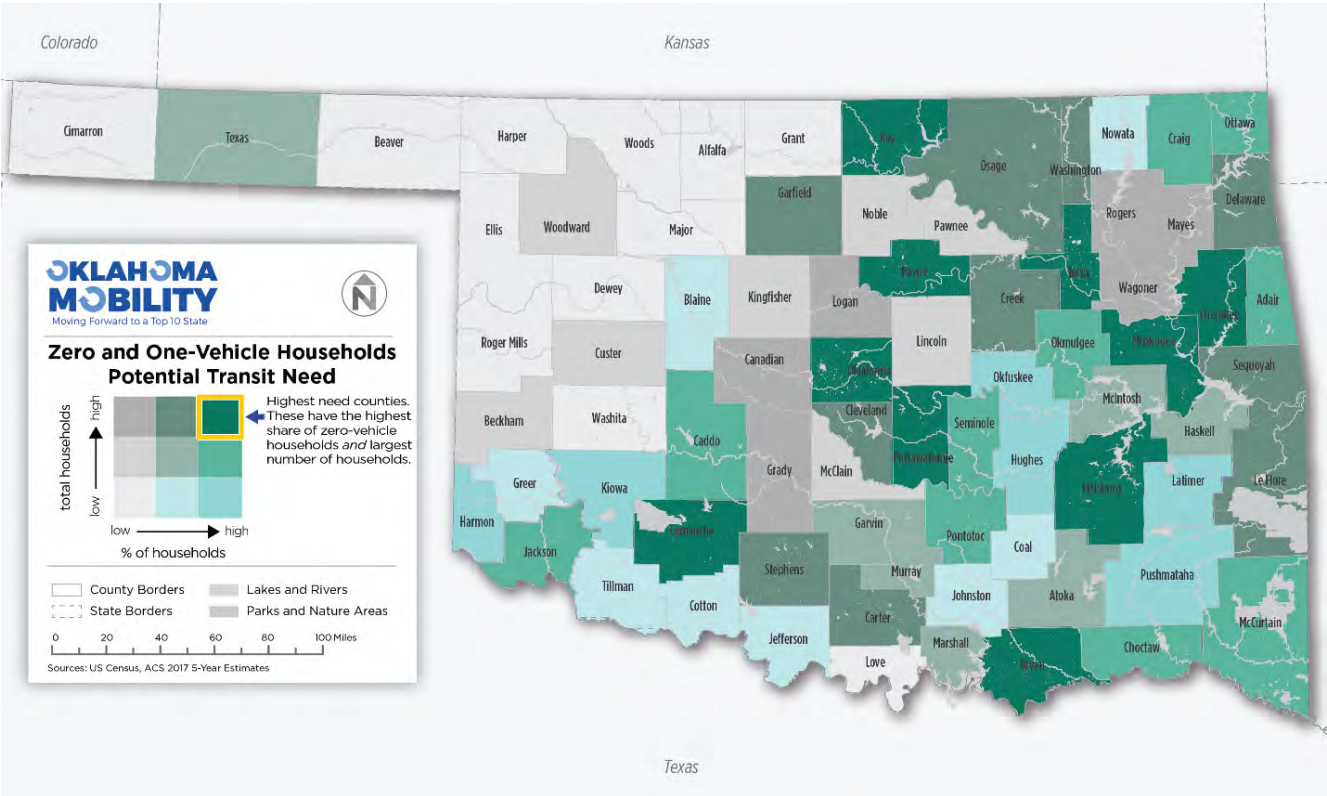 Colorado
Kansas
Cimarron
Texas
Beaver
Harper
Woods
Alfalfa
Grant
Kay
Osage
Washington
Nowata
Craig
Ottawa
Ellis
Woodward
Major
Garfield
Noble
Pawnee
Rogers
Mayes
Delaware
OKLAHOMA
MOBILITY
Moving Forward to a Top 10 State
N
Zero and One-Vehicle Households
Potential Transit Need
total households
low
high
Highest need counties.
These have the highest
share of zero-vehicle
households and largest
number of households.
low
high
% of households
County Borders
Lakes and Rivers
State Borders
Parks and Nature Areas
0 20 40 60 80 100 Miles
Sources: US Census, ACS 2017 5-Year Estimates
Dewey
Blaine
Kingfisher
Logan
Payne
Creek
Tulsa
Wagoner
Cherokee
Adair
Roger Mills
Custer
Canadian
Oklahoma
Lincoln
Okmulgee
Muskogee
Sequoyah
Beckham
Washita
Caddo
Grady
Cleveland
McClain
Pottawatomie
Seminole
Okfuskee
Hughes
McIntosh
Haskell
Greer
Kiowa
Harmon
Jackson
Comanche
Garvin
Pontotoc
Pittsburg
Latimer
Le Flore
Tillman
Cotton
Stephens
Murray
Coal
Johnston
Atoka
Pushmataha
McCurtain
Jefferson
Carter
Love
Marshall
Bryan
Choctaw
Texas